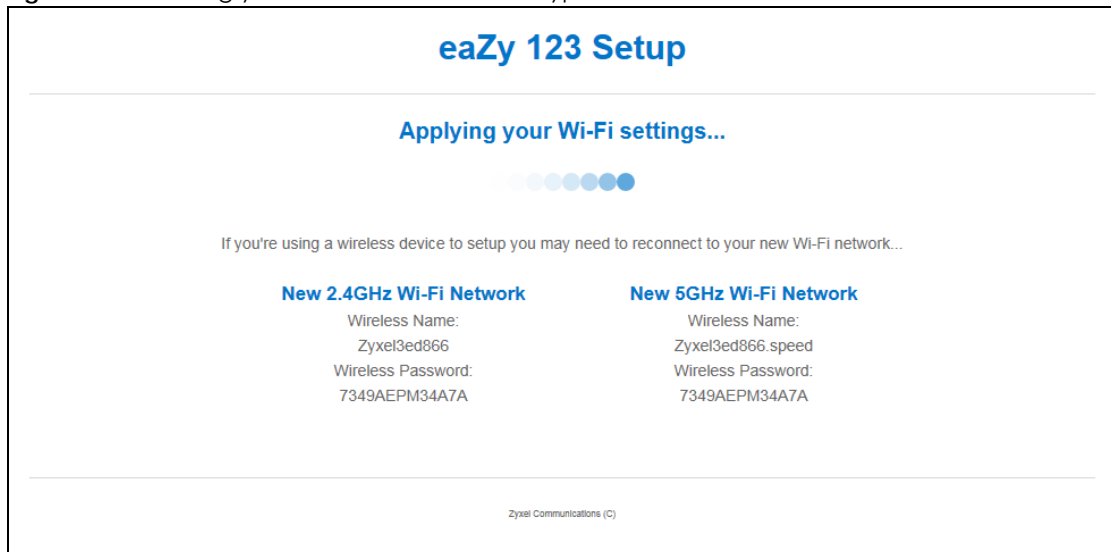 eaZy 123 Setup
Applying your Wi-Fi settings...
If you're using a wireless device to setup you may need to reconnect to your new Wi-Fi network...
New 2.4GHz Wi-Fi Network
Wireless Name:
Zyxel3ed866
Wireless Password:
7349AEPM34A7A
New 5GHz Wi-Fi Network
Wireless Name:
Zyxel3ed866.speed
Wireless Password:
7349AEPM34A7A
Zyxel Communications (C)